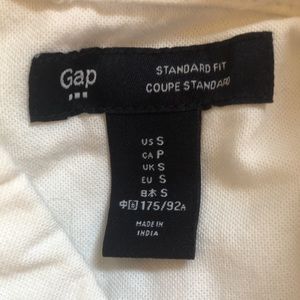 Gap
STANDARD FIT
COUPE STANDARD
US S
CA P
UK S
EU S
日本 S
中国 175/92A
MADE IN
INDIA